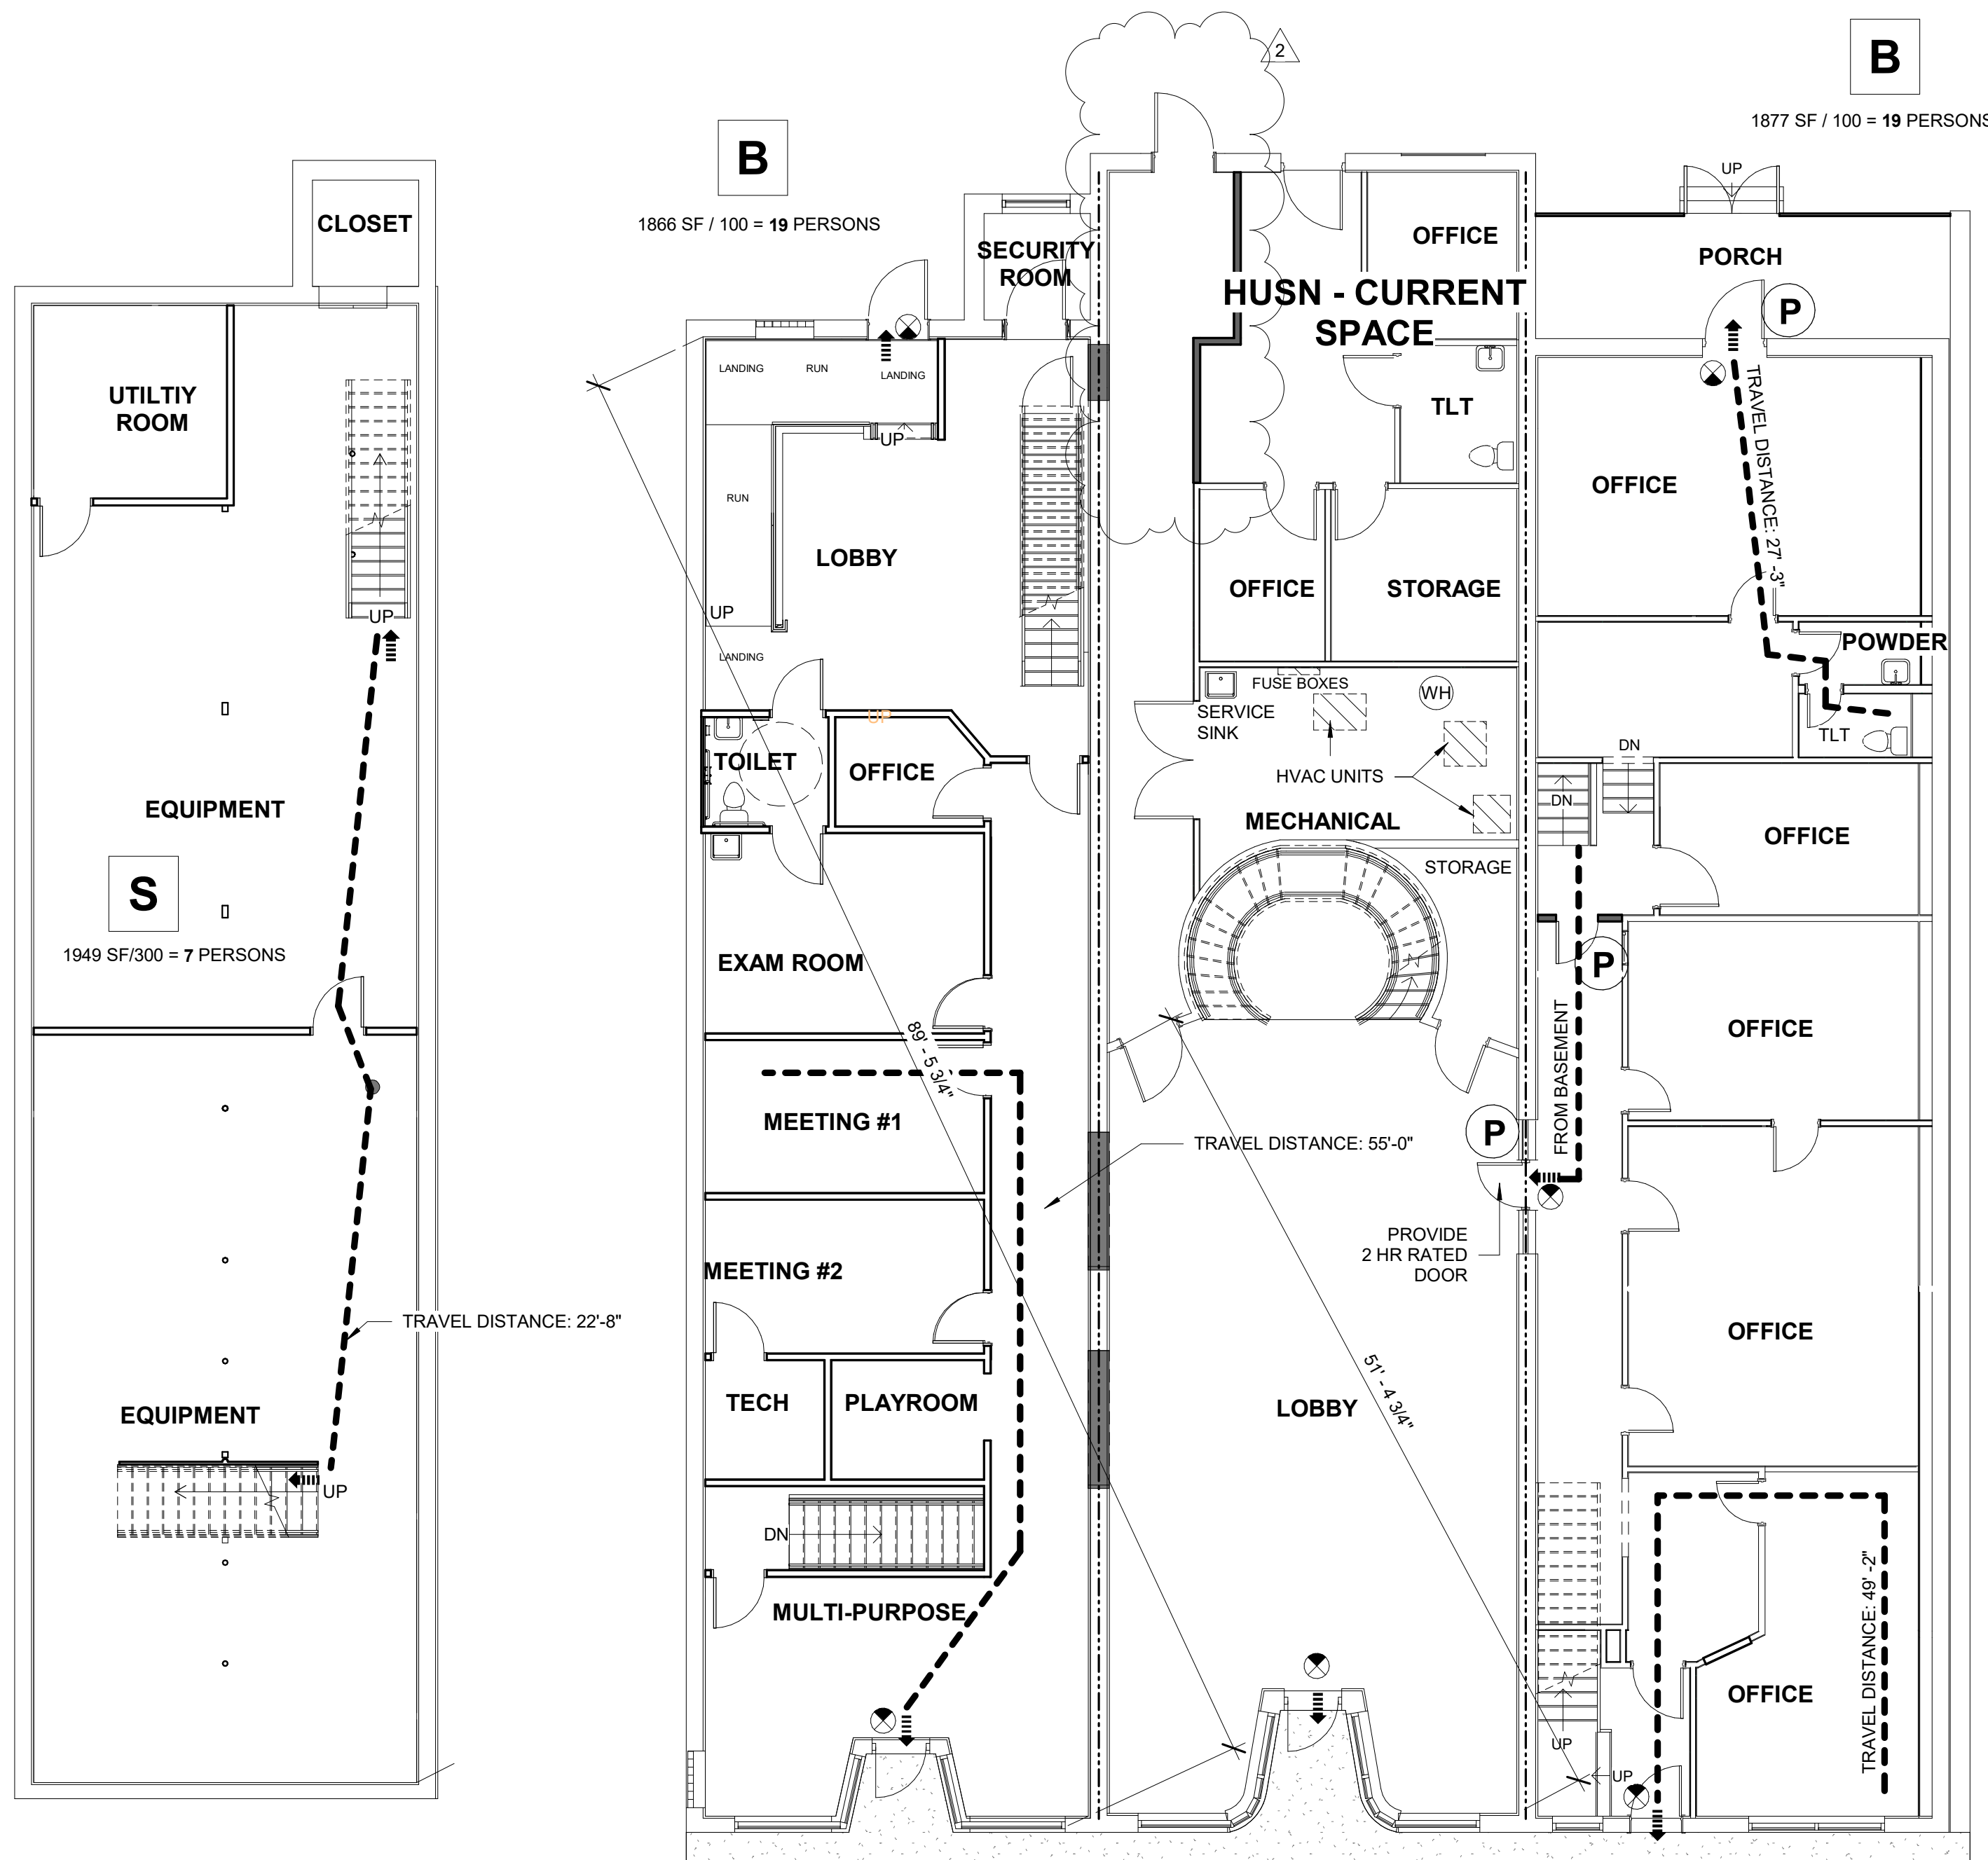 CLOSET
UTILTIY
ROOM
UP
EQUIPMENT
S
1949 SF/300 = 7 PERSONS
TRAVEL DISTANCE: 22'-8"
EQUIPMENT
UP
B
1866 SF / 100 = 19 PERSONS
SECURITY
ROOM
LANDING
RUN
LANDING
UP
RUN
LOBBY
UP
LANDING
UP
TOILET
OFFICE
EXAM ROOM
89' - 5 3/4"
MEETING #1
TRAVEL DISTANCE: 55'-0"
MEETING #2
TECH
PLAYROOM
DN
MULTI-PURPOSE
2
OFFICE
HUSN - CURRENT
SPACE
TLT
OFFICE
STORAGE
FUSE BOXES
WH
SERVICE
SINK
HVAC UNITS
MECHANICAL
STORAGE
P
PROVIDE
2 HR RATED
DOOR
51' - 4 3/4"
LOBBY
B
1877 SF / 100 = 19 PERSONS
UP
PORCH
P
TRAVEL DISTANCE: 27' -3"
OFFICE
POWDER
TLT
DN
DN
OFFICE
P
FROM BASEMENT
OFFICE
OFFICE
TRAVEL DISTANCE: 49' -2"
OFFICE
UP
UP